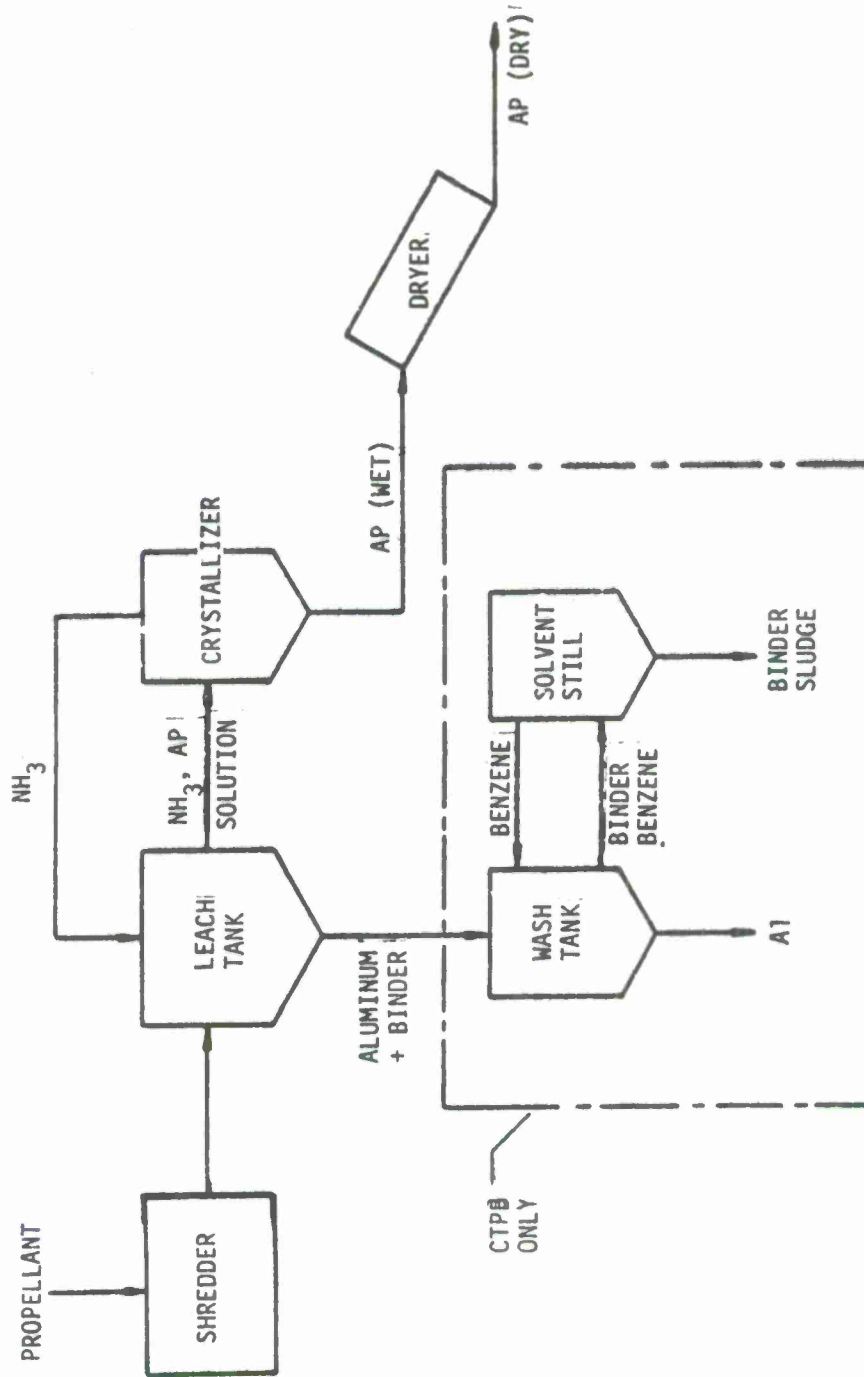 PROPELLANT
SHREDDER
NH3
LEACH
TANK
NH3, AP
SOLUTION
CRYSTALLIZER
AP (WET)
DRYER
AP (DRY)
ALUMINUM
+ BINDER
CTPB
ONLY
WASH
TANK
BENZENE
BINDER
BENZENE
SOLVENT
STILL
Al
BINDER
SLUDGE